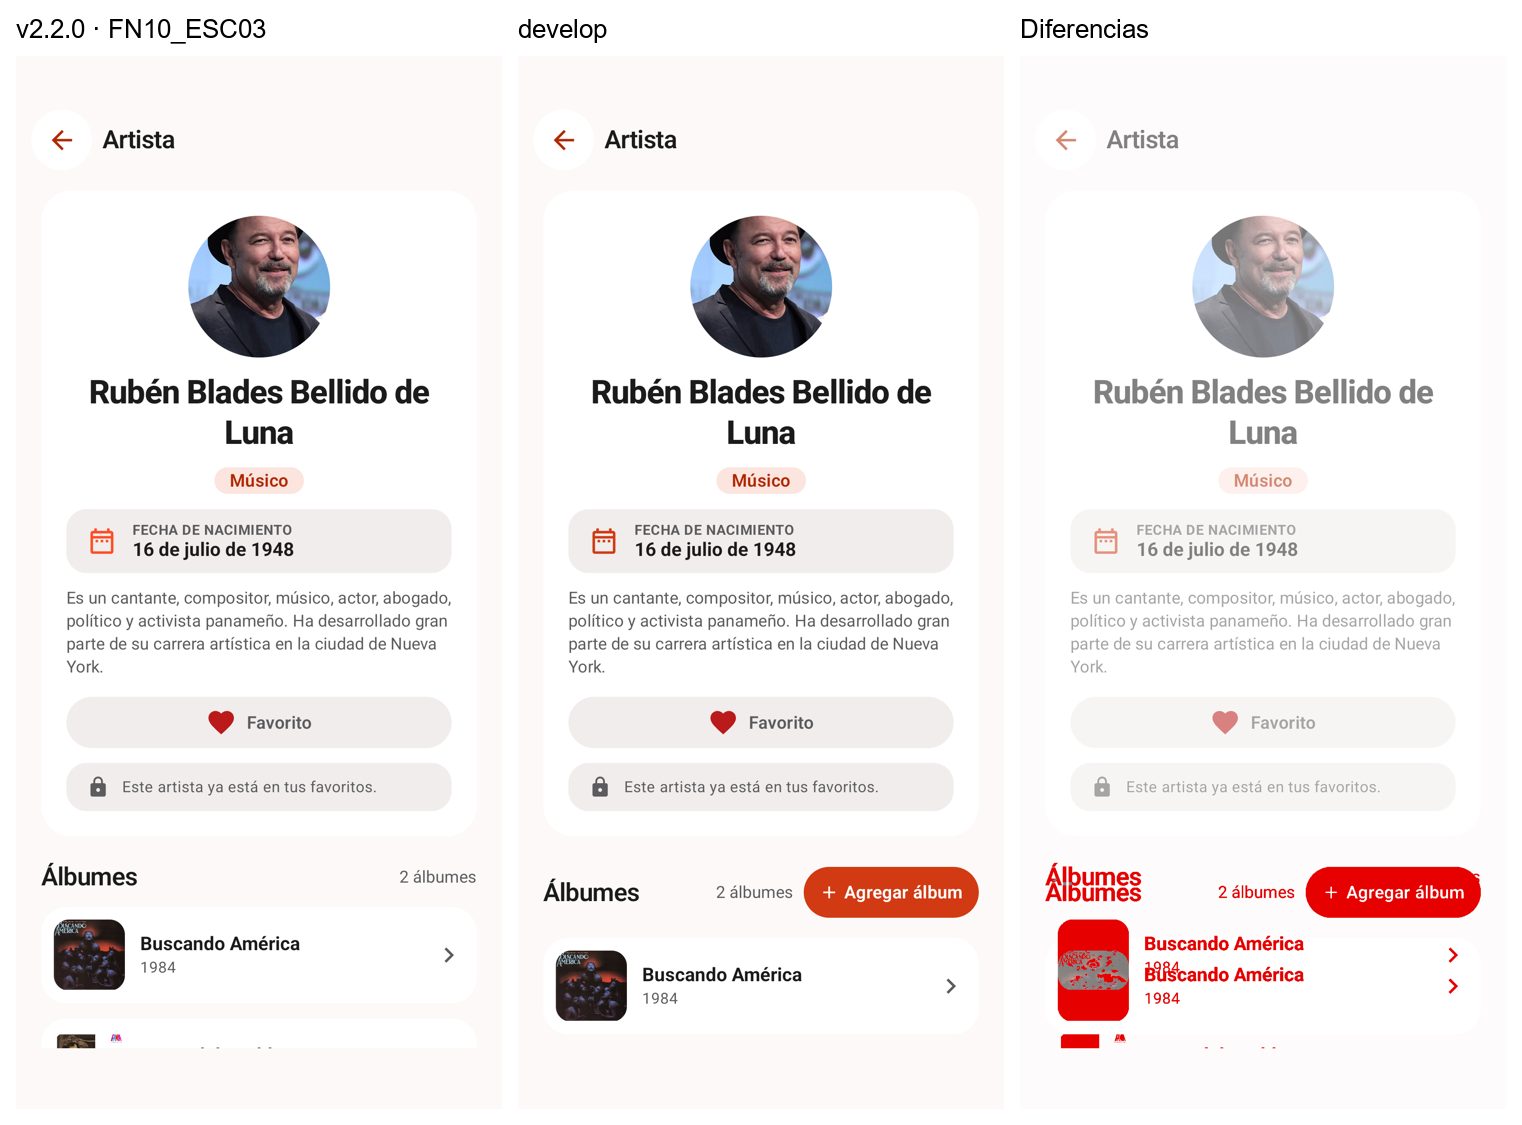 v2.2.0 · FN10_ESC03
Artista
Rubén Blades Bellido de
Luna
Músico
FECHA DE NACIMIENTO
16 de julio de 1948
Es un cantante, compositor, músico, actor, abogado,
político y activista panameño. Ha desarrollado gran
parte de su carrera artística en la ciudad de Nueva
York.
Favorito
Este artista ya está en tus favoritos.
Álbumes
2 álbumes
BUSCANDO
AMÉRICA
Buscando América
1984
develop
Artista
Rubén Blades Bellido de
Luna
Músico
FECHA DE NACIMIENTO
16 de julio de 1948
Es un cantante, compositor, músico, actor, abogado,
político y activista panameño. Ha desarrollado gran
parte de su carrera artística en la ciudad de Nueva
York.
Favorito
Este artista ya está en tus favoritos.
Álbumes
2 álbumes
+ Agregar álbum
BUSCANDO
AMÉRICA
Buscando América
1984
Diferencias
Artista
Rubén Blades Bellido de
Luna
Músico
FECHA DE NACIMIENTO
16 de julio de 1948
Es un cantante, compositor, músico, actor, abogado,
político y activista panameño. Ha desarrollado gran
parte de su carrera artística en la ciudad de Nueva
York.
Favorito
Este artista ya está en tus favoritos.
Álbumes
Álbumes
2 álbumes
+ Agregar álbum
Buscando América
1984
Buscando América
1984